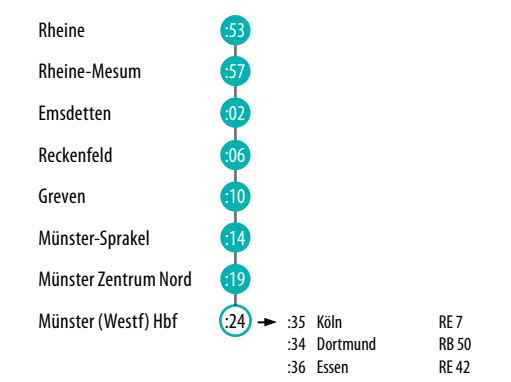 Rheine :53
Rheine-Mesum :57
Emsdetten :02
Reckenfeld :06
Greven :10
Münster-Sprakel :14
Münster Zentrum Nord :19
Münster (Westf) Hbf :24 → :35 Köln RE 7
:34 Dortmund RB 50
:36 Essen RE 42